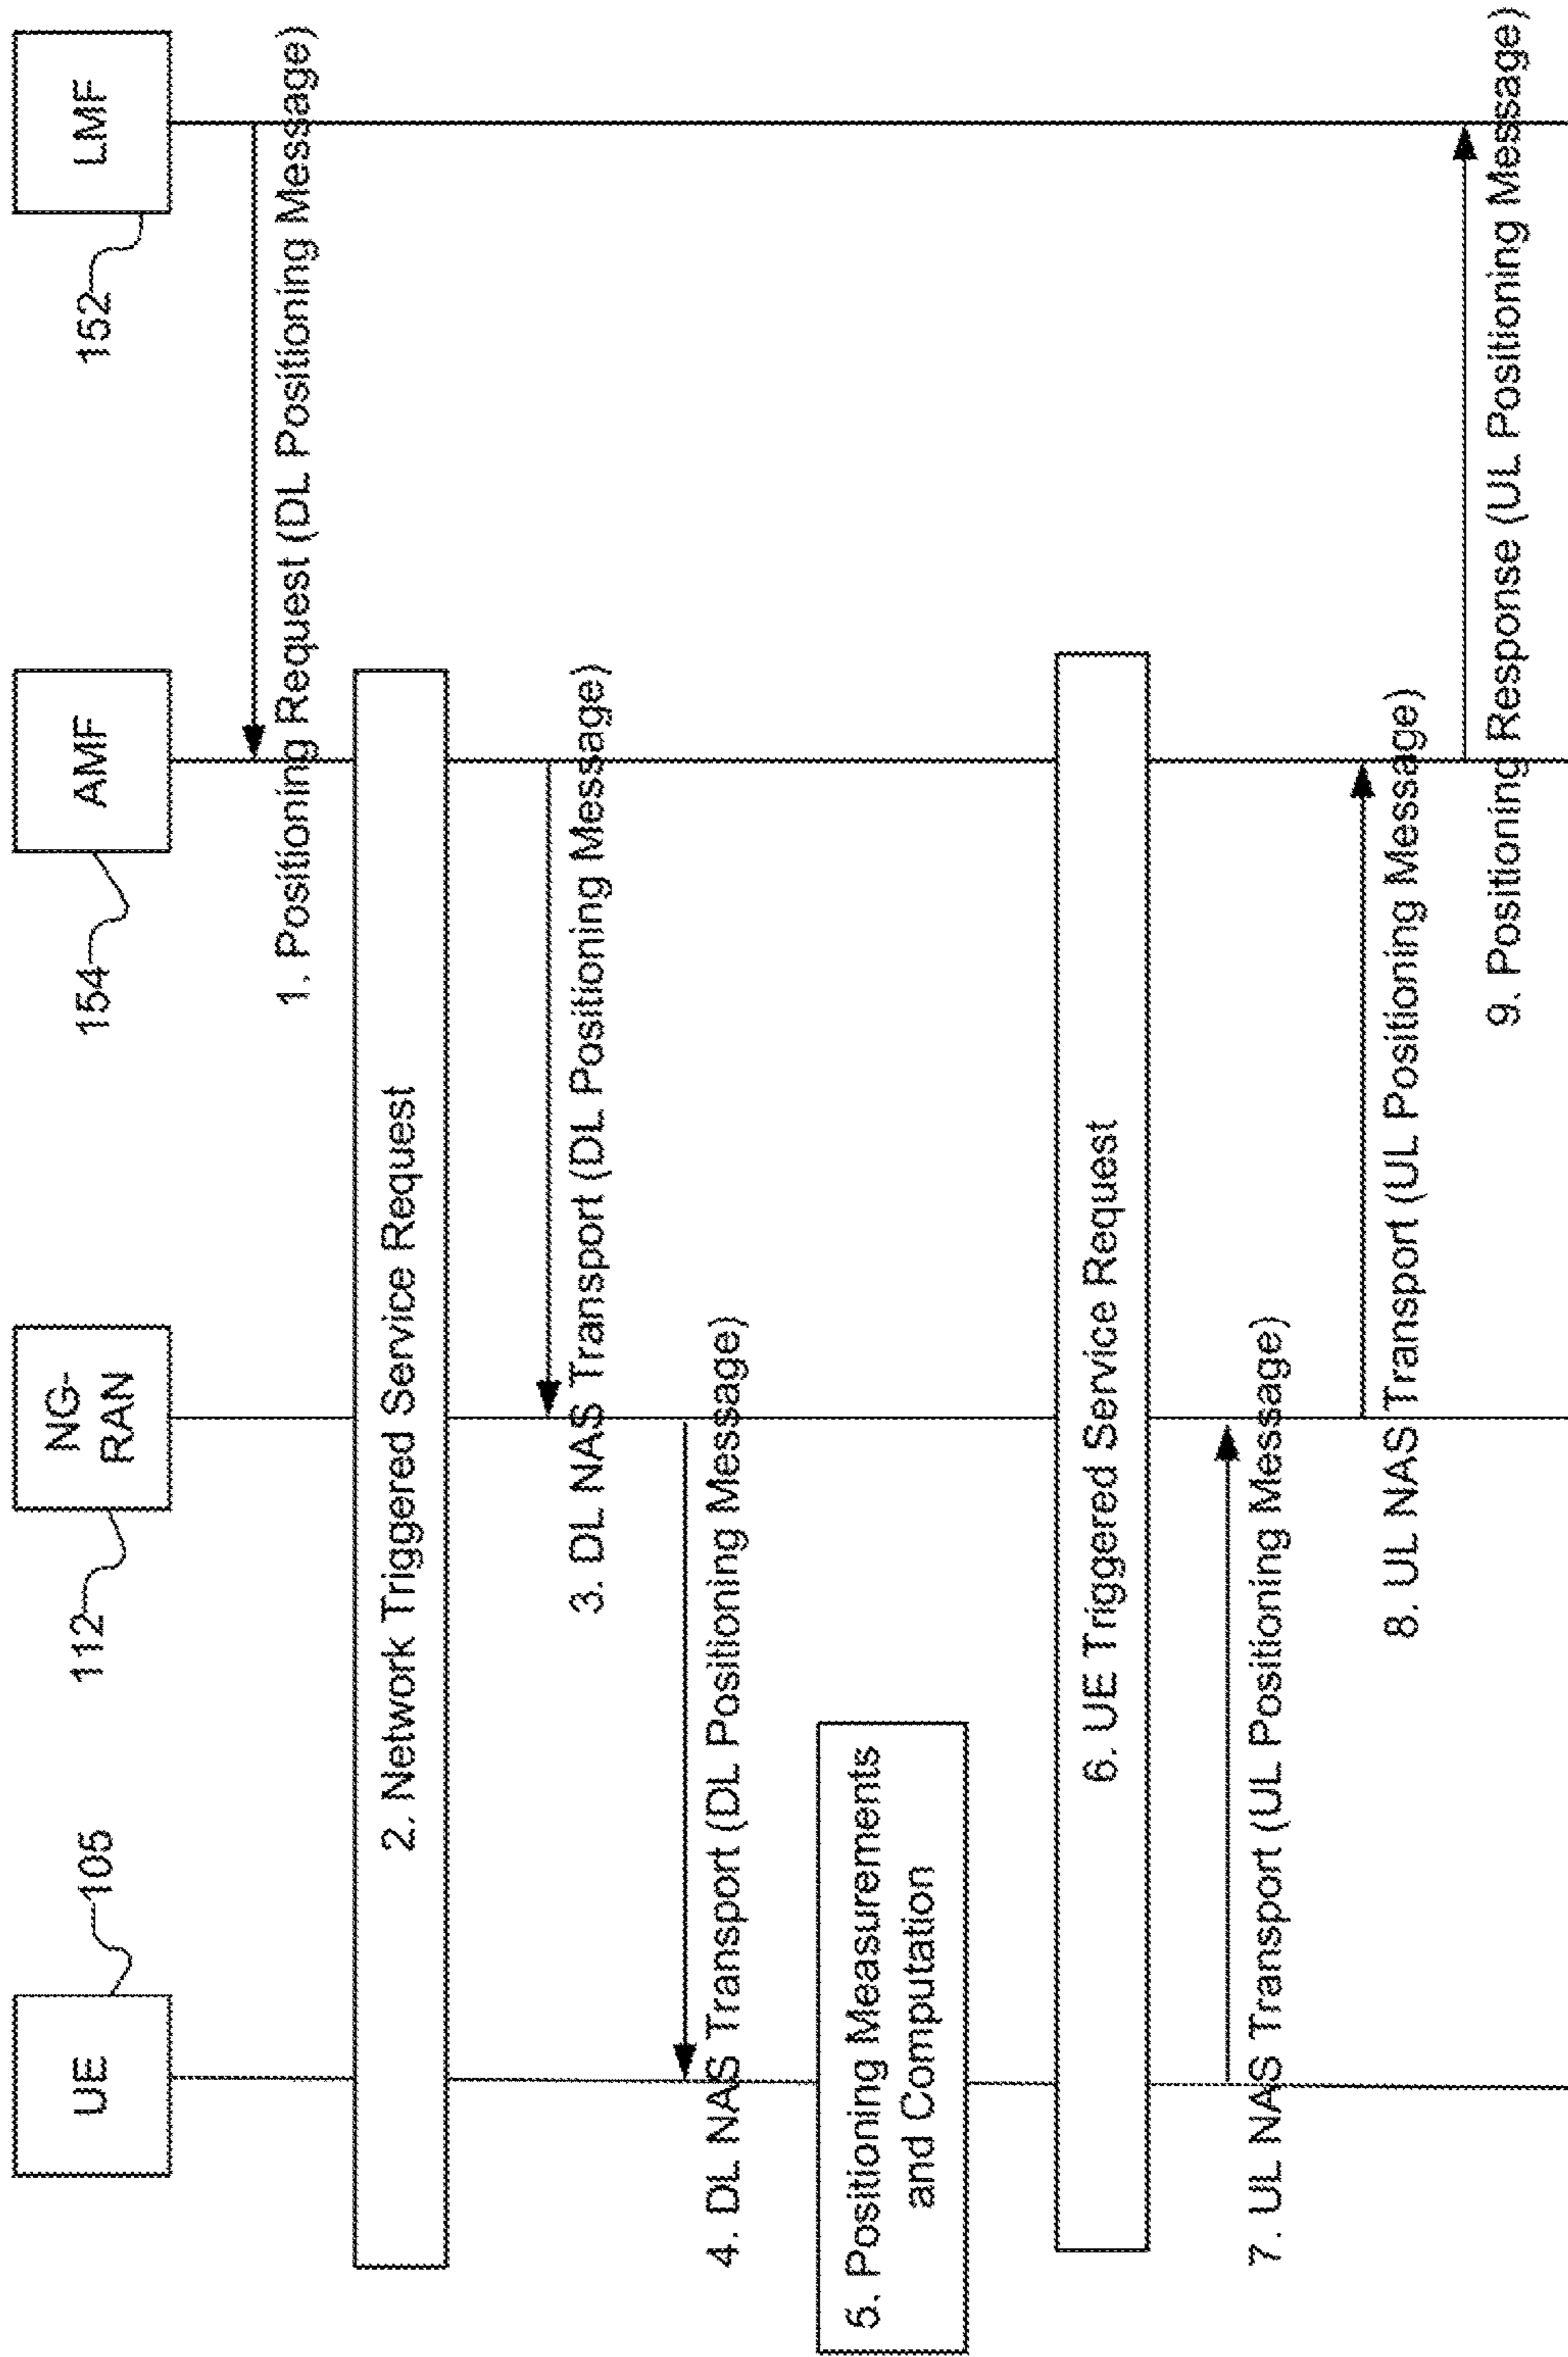 UE
105
NG-
RAN
112
AMF
154
LMF
152
1. Positioning Request (DL Positioning Message)
2. Network Triggered Service Request
3. DL NAS Transport (DL Positioning Message)
4. DL NAS Transport (DL Positioning Message)
5. Positioning Measurements
and Computation
6. UE Triggered Service Request
7. UL NAS Transport (UL Positioning Message)
8. UL NAS Transport (UL Positioning Message)
9. Positioning Response (UL Positioning Message)